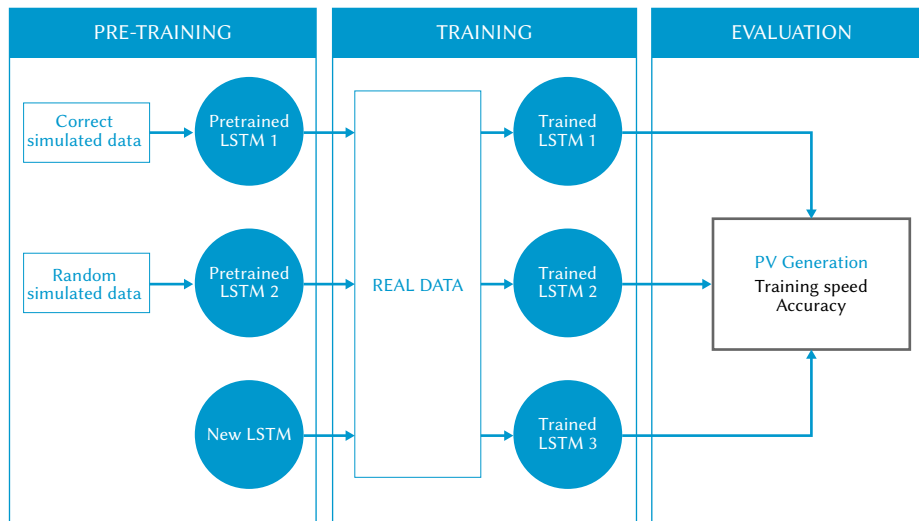 PRE-TRAINING
TRAINING
EVALUATION
Correct
simulated data
Pretrained
LSTM 1
Trained
LSTM 1
Random
simulated data
Pretrained
LSTM 2
REAL DATA
Trained
LSTM 2
PV Generation
Training speed
Accuracy
New LSTM
Trained
LSTM 3